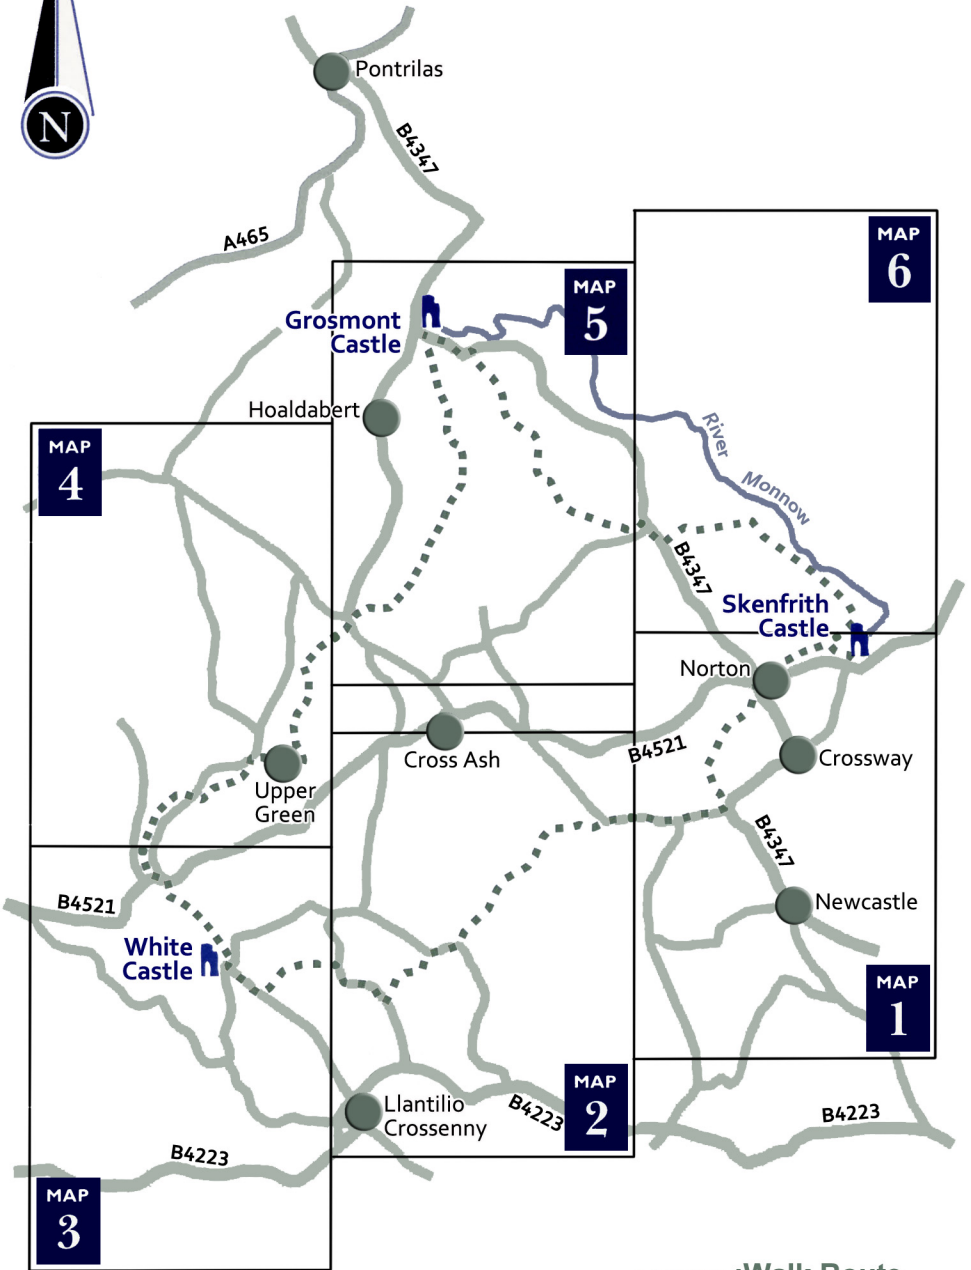 N
Pontrilas
B4347
A465
MAP
6
MAP
5
Grosmont
Castle
Hoaldabert
River
Monnow
MAP
4
B4347
Skenfrith
Castle
Norton
B4521
Cross Ash
Crossway
Upper
Green
B4347
B4521
Newcastle
White
Castle
MAP
1
MAP
2
Llantilio
Crossenny
B4223
B4223
B4223
MAP
3
Walk Route